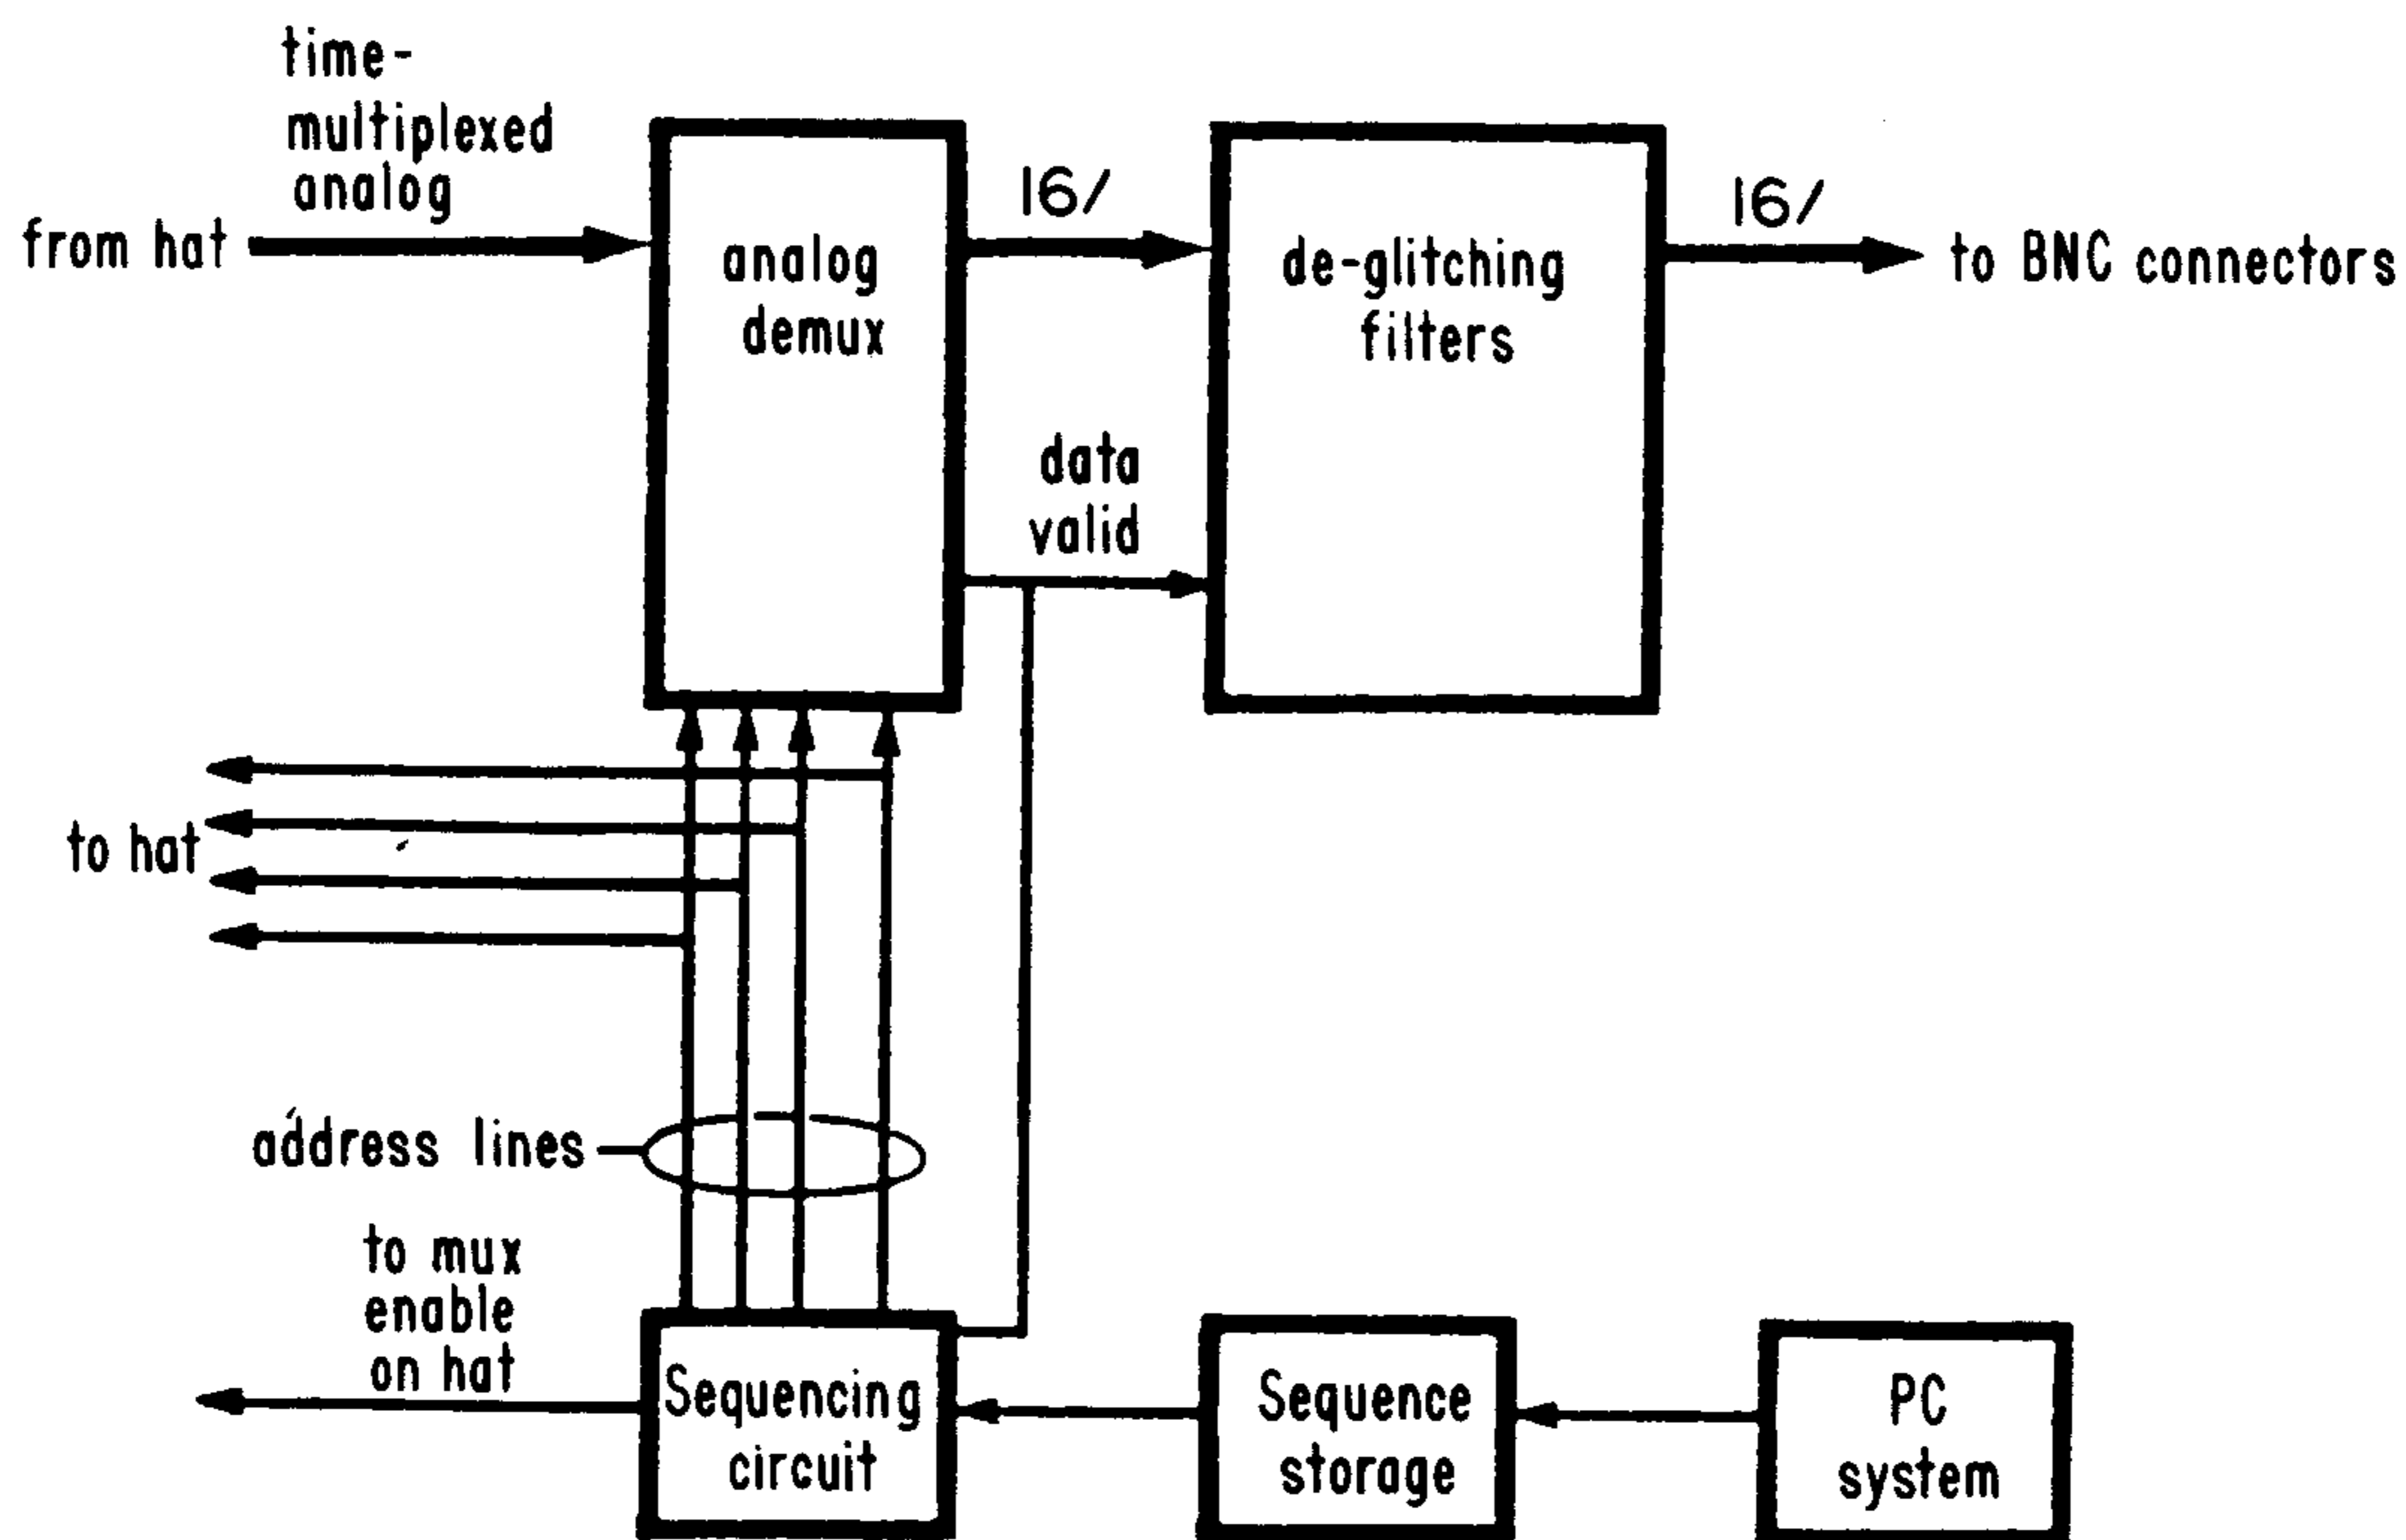 time-
multiplexed
analog
from hat
analog
demux
16/
de-glitching
filters
16/
to BNC connectors
data
valid
to hat
address lines
to mux
enable
on hat
Sequencing
circuit
Sequence
storage
PC
system